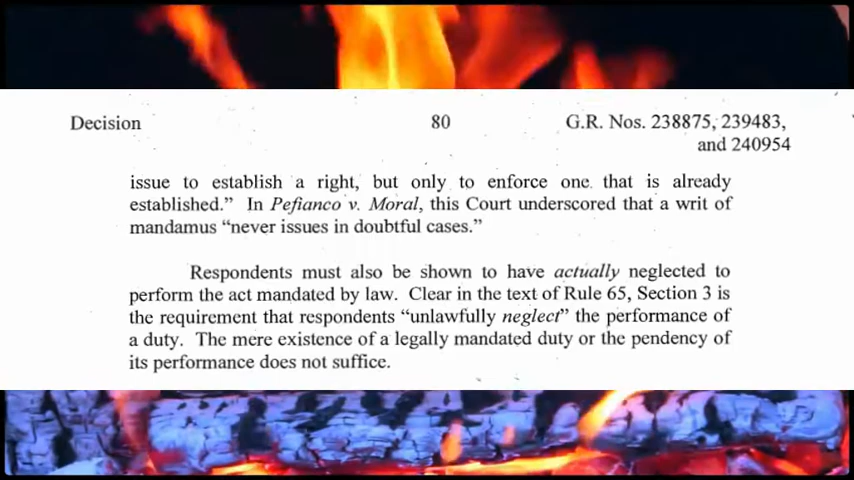 Decision 80 G.R. Nos. 238875, 239483,
and 240954
issue to establish a right, but only to enforce one that is already
established.” In Pefianco v. Moral, this Court underscored that a writ of
mandamus “never issues in doubtful cases.”
Respondents must also be shown to have actually neglected to
perform the act mandated by law. Clear in the text of Rule 65, Section 3 is
the requirement that respondents “unlawfully neglect” the performance of
a duty. The mere existence of a legally mandated duty or the pendency of
its performance does not suffice.